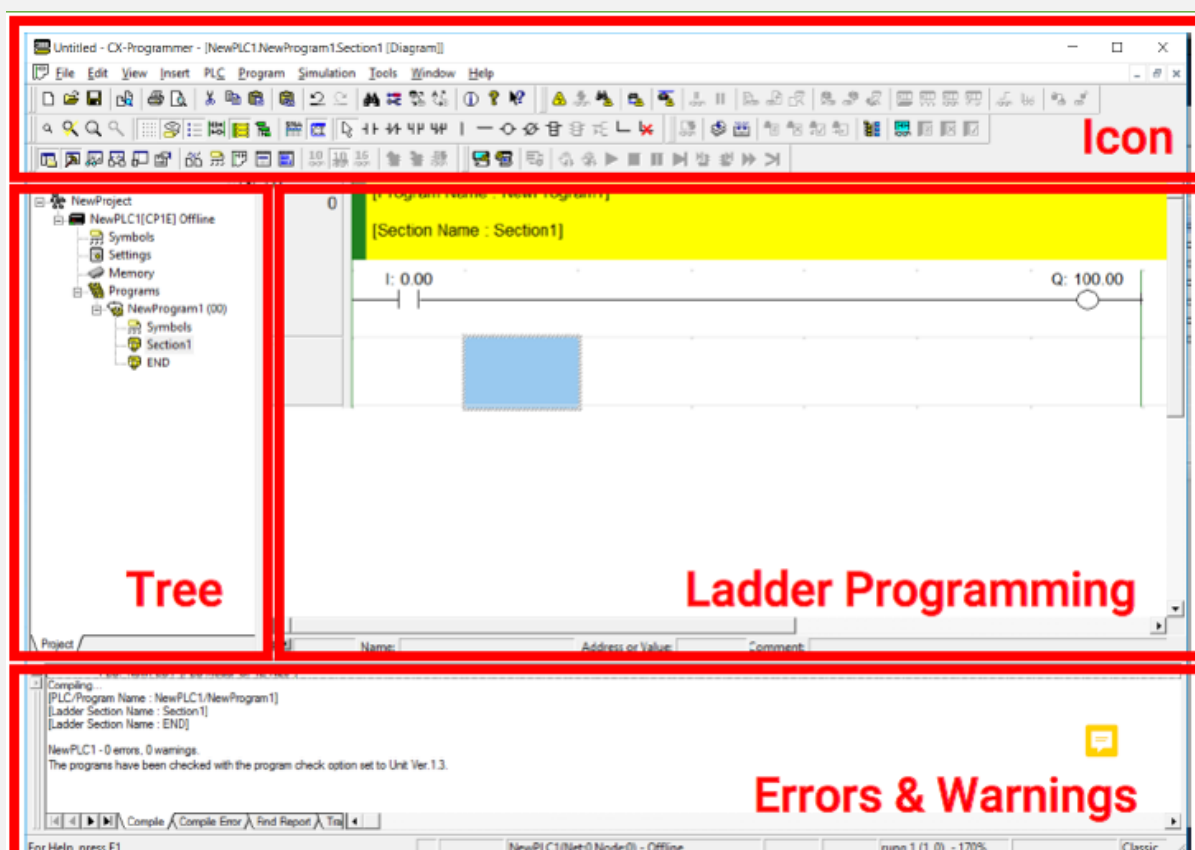 Untitled - CX-Programmer - [NewPLC1.NewProgram1.Section1 [Diagram]]
File Edit View Insert PLC Program Simulation Tools Window Help
Icon
NewProject
NewPLC1[CP1E] Offline
Symbols
Settings
Memory
Programs
NewProgram1 (00)
Symbols
Section1
END
Tree
Project
0
[Program Name : NewProgram1]
[Section Name : Section1]
I: 0.00
Q: 100.00
Ladder Programming
Name: Address or Value: Comment:
Compiling...
[PLC/Program Name : NewPLC1/NewProgram1]
[Ladder Section Name : Section1]
[Ladder Section Name : END]
NewPLC1 - 0 errors, 0 warnings.
The programs have been checked with the program check option set to Unit Ver.1.3.
Errors & Warnings
Compile Compile Error Find Report Tra
For Help, press F1 NewPLC1(Net:0,Node:0) - Offline rung 1 (1, 0) - 170% Classic